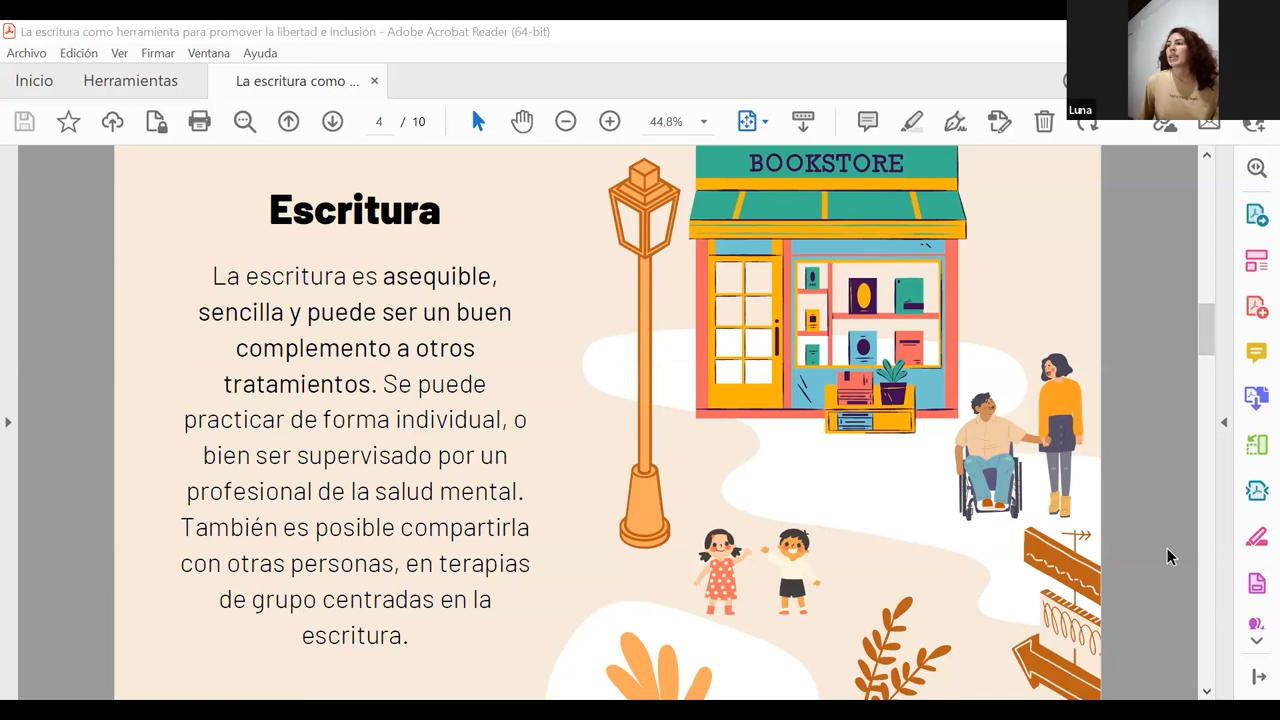 La escritura como herramienta para promover la libertad e inclusión - Adobe Acrobat Reader (64-bit)
Archivo Edición Ver Firmar Ventana Ayuda
Inicio Herramientas La escritura como ... ×
4 / 10 44,8%
Luna
BOOKSTORE
Escritura
La escritura es asequible,
sencilla y puede ser un buen
complemento a otros
tratamientos. Se puede
practicar de forma individual, o
bien ser supervisado por un
profesional de la salud mental.
También es posible compartirla
con otras personas, en terapias
de grupo centradas en la
escritura.